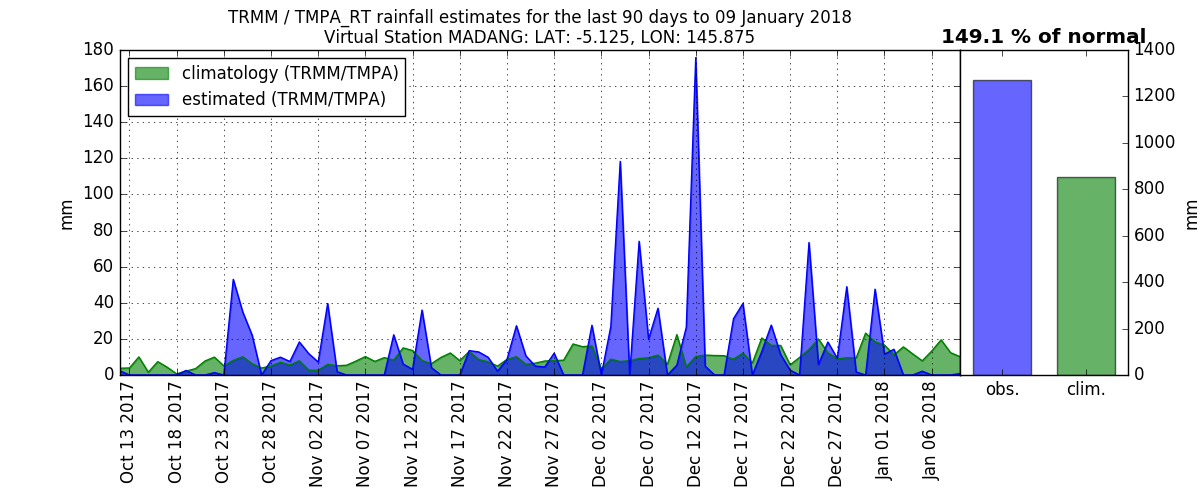 TRMM / TMPA_RT rainfall estimates for the last 90 days to 09 January 2018
Virtual Station MADANG: LAT: -5.125, LON: 145.875
149.1 % of normal
climatology (TRMM/TMPA)
estimated (TRMM/TMPA)
180
160
140
120
100
80
60
40
20
0
mm
Oct 13 2017
Oct 18 2017
Oct 23 2017
Oct 28 2017
Nov 02 2017
Nov 07 2017
Nov 12 2017
Nov 17 2017
Nov 22 2017
Nov 27 2017
Dec 02 2017
Dec 07 2017
Dec 12 2017
Dec 17 2017
Dec 22 2017
Dec 27 2017
Jan 01 2018
Jan 06 2018
1400
1200
1000
800
600
400
200
0
mm
obs.
clim.